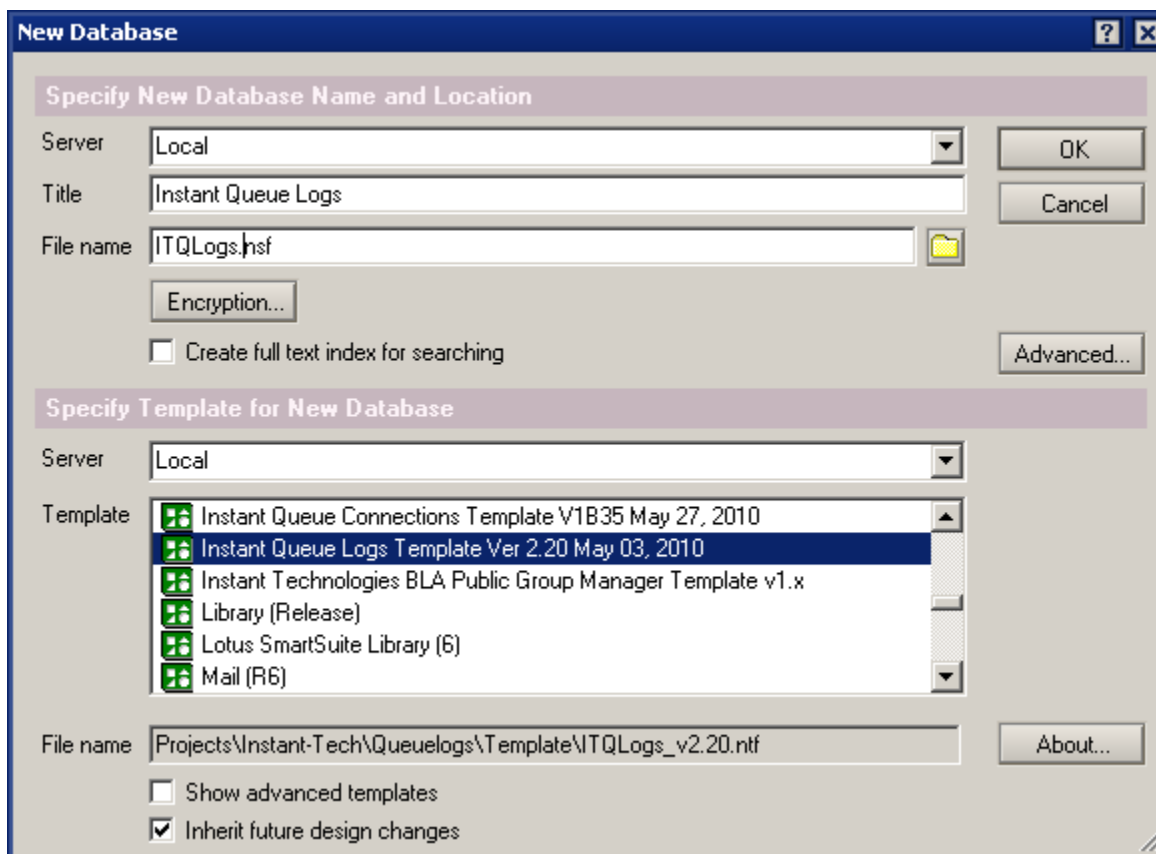 New Database
Specify New Database Name and Location
Server Local OK
Title Instant Queue Logs Cancel
File name ITQLogs.nsf
Encryption...
Create full text index for searching Advanced...
Specify Template for New Database
Server Local
Template Instant Queue Connections Template V1B35 May 27, 2010
Instant Queue Logs Template Ver 2.20 May 03, 2010
Instant Technologies BLA Public Group Manager Template v1.x
Library (Release)
Lotus SmartSuite Library (6)
Mail (R6)
File name Projects\Instant-Tech\Queuelogs\Template\ITQLogs_v2.20.ntf About...
Show advanced templates
Inherit future design changes